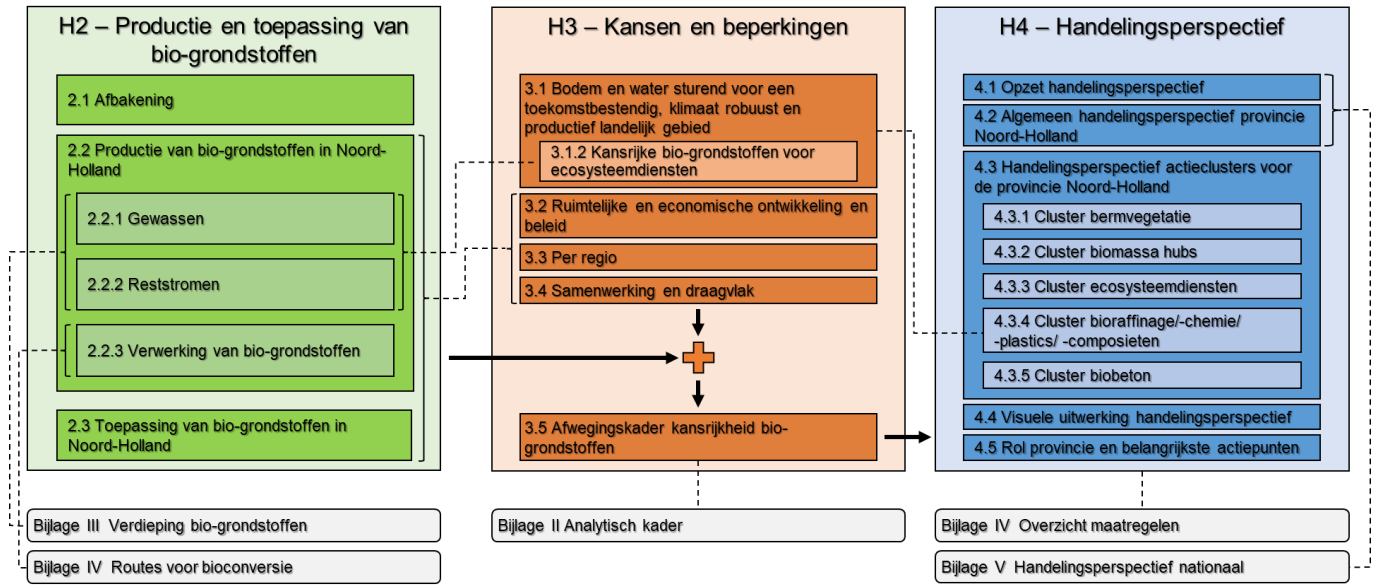 H2 – Productie en toepassing van
bio-grondstoffen
2.1 Afbakening
2.2 Productie van bio-grondstoffen in Noord-
Holland
2.2.1 Gewassen
2.2.2 Reststromen
2.2.3 Verwerking van bio-grondstoffen
2.3 Toepassing van bio-grondstoffen in
Noord-Holland
Bijlage III Verdieping bio-grondstoffen
Bijlage IV Routes voor bioconversie
H3 – Kansen en beperkingen
3.1 Bodem en water sturend voor een
toekomstbestendig, klimaat robuust en
productief landelijk gebied
3.1.2 Kansrijke bio-grondstoffen voor
ecosysteemdiensten
3.2 Ruimtelijke en economische ontwikkeling en
beleid
3.3 Per regio
3.4 Samenwerking en draagvlak
3.5 Afwegingskader kansrijkheid bio-
grondstoffen
Bijlage II Analytisch kader
H4 – Handelingsperspectief
4.1 Opzet handelingsperspectief
4.2 Algemeen handelingsperspectief provincie
Noord-Holland
4.3 Handelingsperspectief actieclusters voor
de provincie Noord-Holland
4.3.1 Cluster bermvegetatie
4.3.2 Cluster biomassa hubs
4.3.3 Cluster ecosysteemdiensten
4.3.4 Cluster bioraffinage/-chemie/
-plastics/ -composieten
4.3.5 Cluster biobeton
4.4 Visuele uitwerking handelingsperspectief
4.5 Rol provincie en belangrijkste actiepunten
Bijlage IV Overzicht maatregelen
Bijlage V Handelingsperspectief nationaal